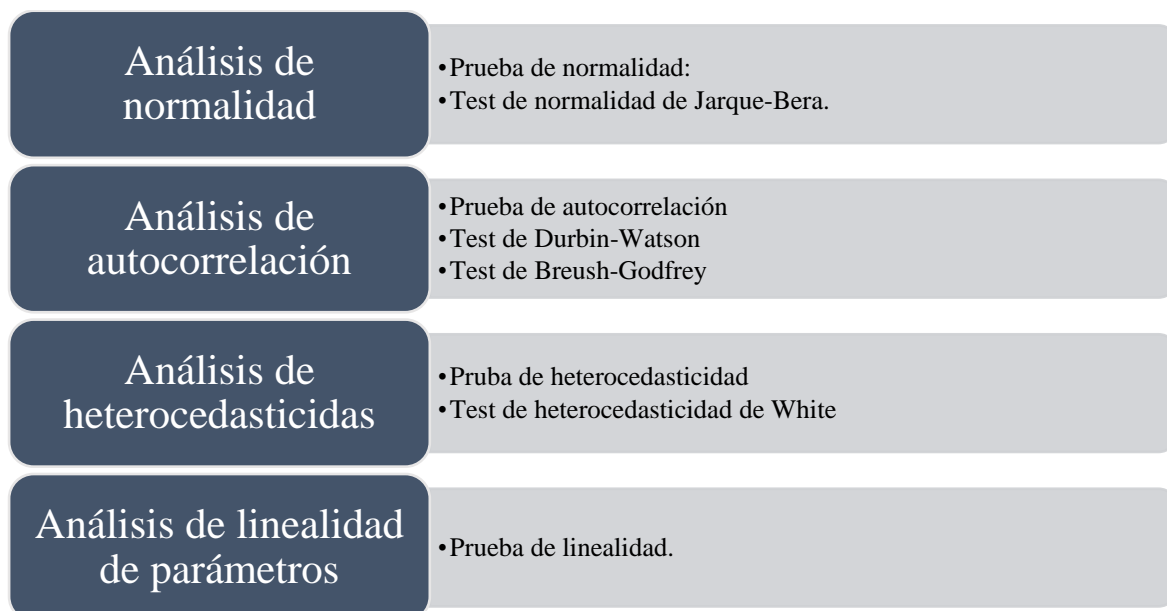 Análisis de
normalidad
•Prueba de normalidad:
•Test de normalidad de Jarque-Bera.
Análisis de
autocorrelación
•Prueba de autocorrelación
•Test de Durbin-Watson
•Test de Breush-Godfrey
Análisis de
heterocedasticidas
•Pruba de heterocedasticidad
•Test de heterocedasticidad de White
Análisis de linealidad
de parámetros
•Prueba de linealidad.